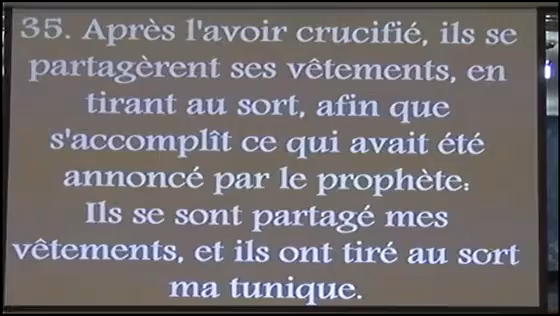 35. Après l'avoir crucifié, ils se
partagèrent ses vêtements, en
tirant au sort, afin que
s'accomplît ce qui avait été
annoncé par le prophète:
Ils se sont partagé mes
vêtements, et ils ont tiré au sort
ma tunique.